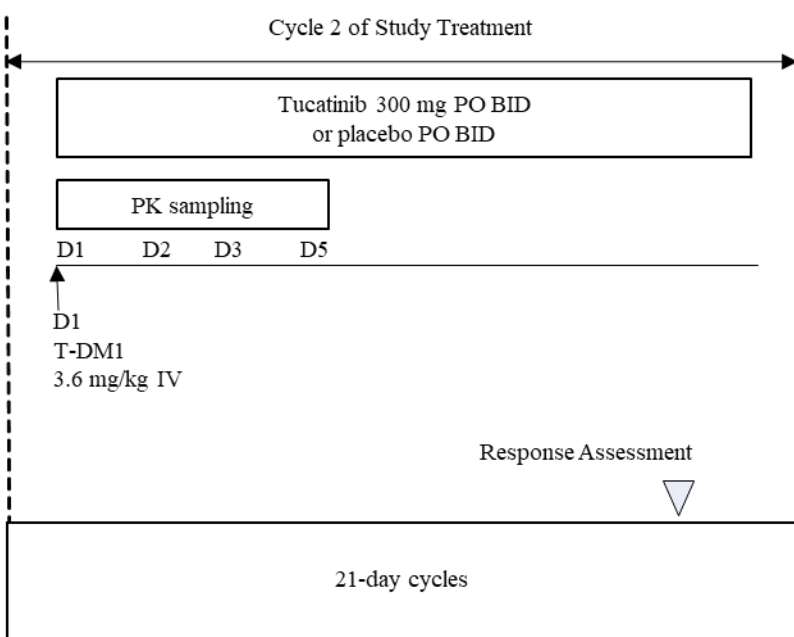 Cycle 2 of Study Treatment
Tucatinib 300 mg PO BID
or placebo PO BID
PK sampling
D1 D2 D3 D5
D1
T-DM1
3.6 mg/kg IV
Response Assessment
21-day cycles